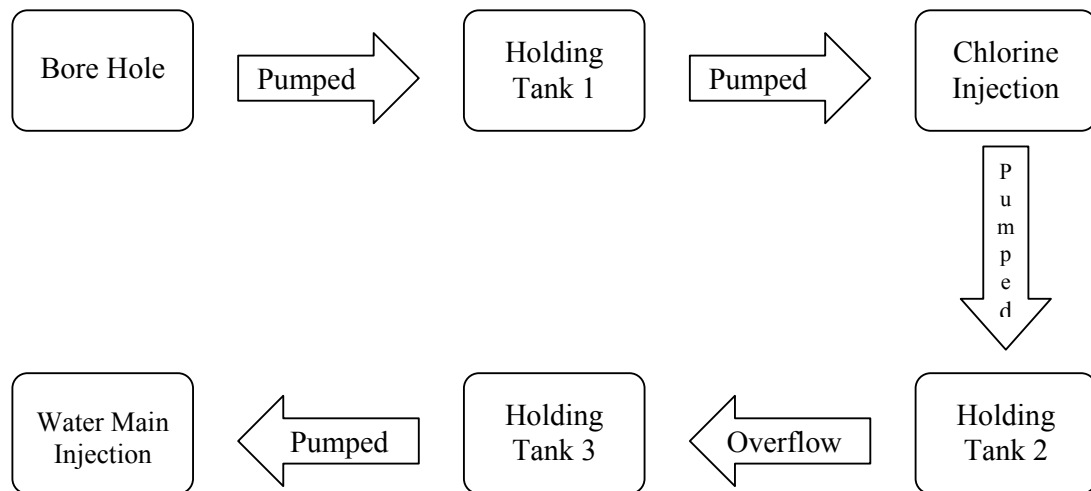 Bore Hole
Pumped
Holding
Tank 1
Pumped
Chlorine
Injection
Pumped
Holding
Tank 2
Overflow
Holding
Tank 3
Pumped
Water Main
Injection